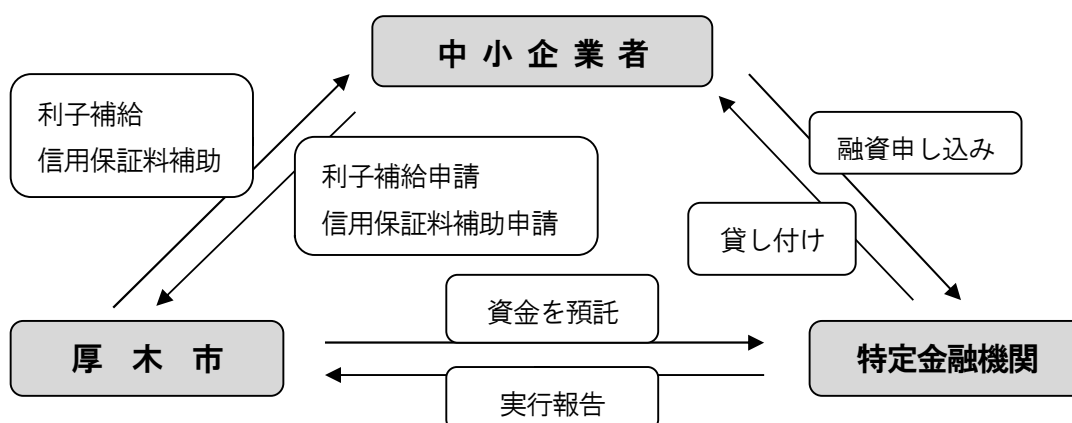 中小企業者
利子補給
信用保証料補助
融資申し込み
利子補給申請
信用保証料補助申請
貸し付け
資金を預託
厚木市
特定金融機関
実行報告